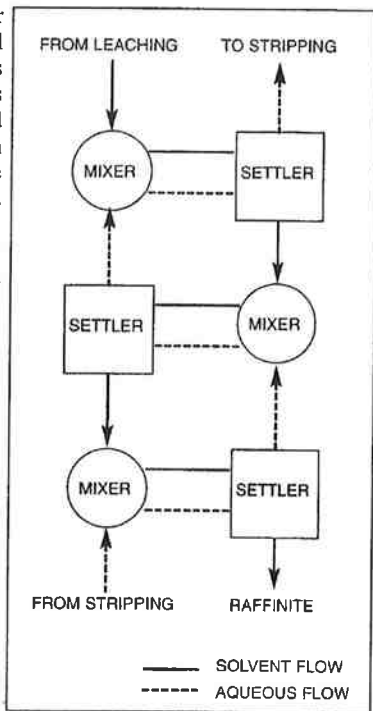 FROM LEACHING TO STRIPPING
MIXER
SETTLER
SETTLER
MIXER
MIXER
SETTLER
FROM STRIPPING RAFFINITE
SOLVENT FLOW
AQUEOUS FLOW